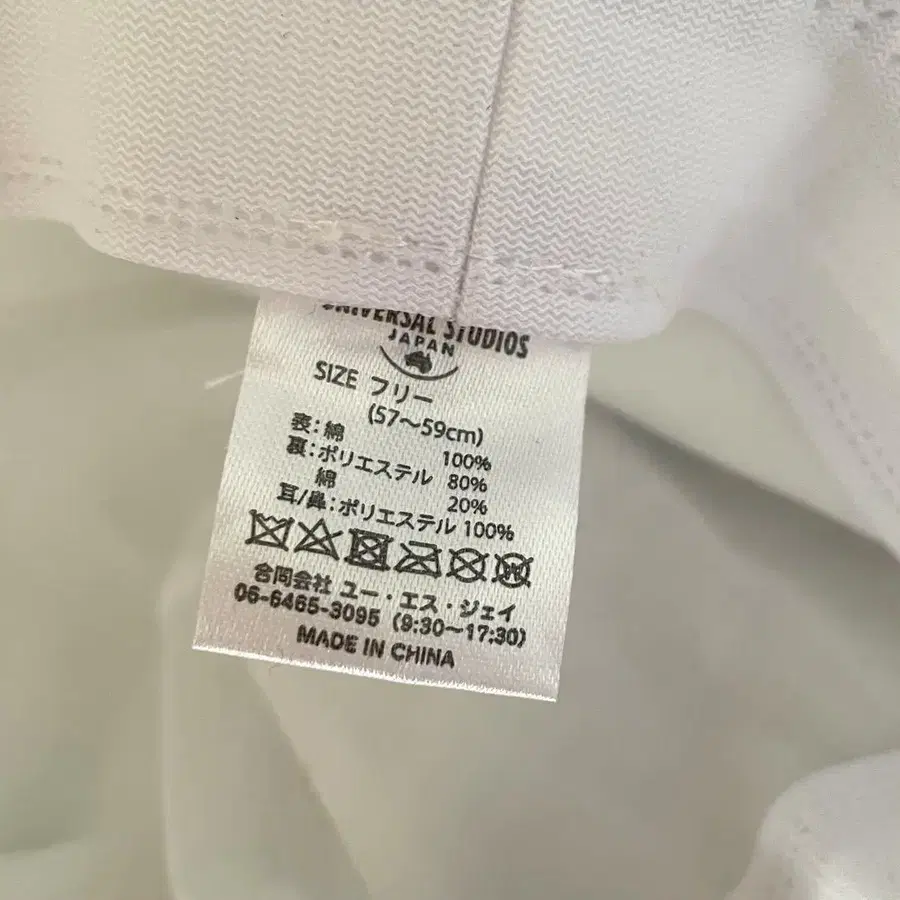 UNIVERSAL STUDIOS
JAPAN
SIZE フリー
(57～59cm)
表:綿 100%
裏:ポリエステル 80%
綿 20%
耳/鼻:ポリエステル 100%
合同会社 ユー・エス・ジェイ
06-6465-3095 (9:30～17:30)
MADE IN CHINA